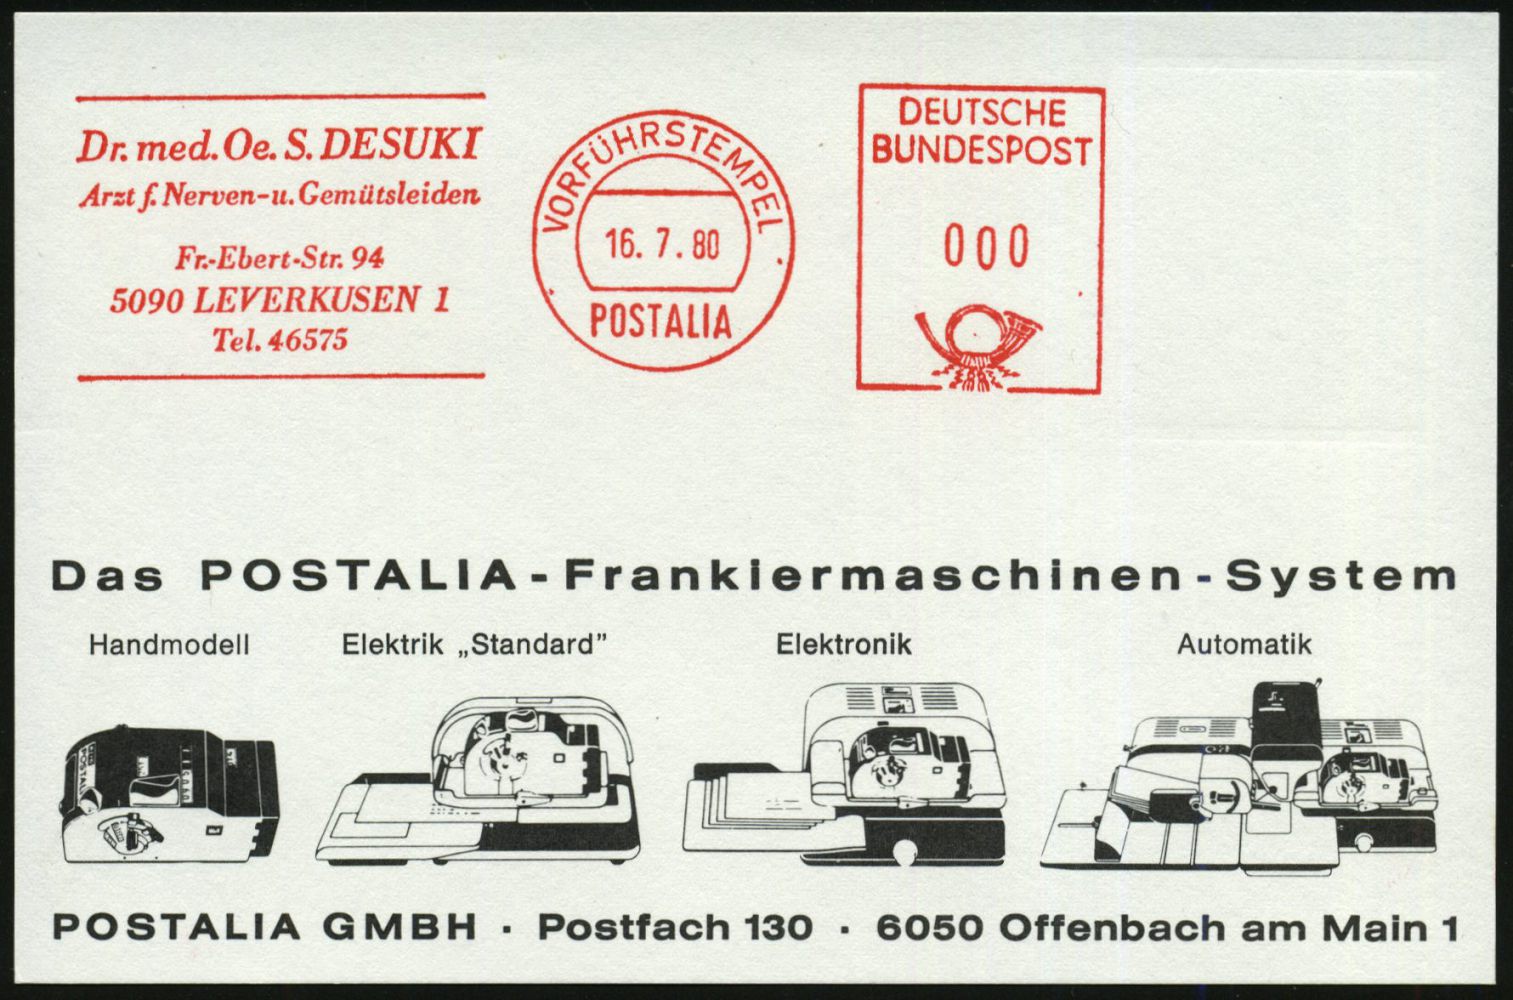 Dr. med. Oe. S. DESUKI
Arzt f. Nerven-u. Gemütsleiden
Fr.-Ebert-Str. 94
5090 LEVERKUSEN 1
Tel. 46575
VORFÜHRSTEMPEL
16. 7. 80
POSTALIA
DEUTSCHE
BUNDESPOST
000
Das POSTALIA-Frankiermaschinen-System
Handmodell
Elektrik „Standard”
Elektronik
Automatik
POSTALIA
POSTALIA GMBH · Postfach 130 · 6050 Offenbach am Main 1